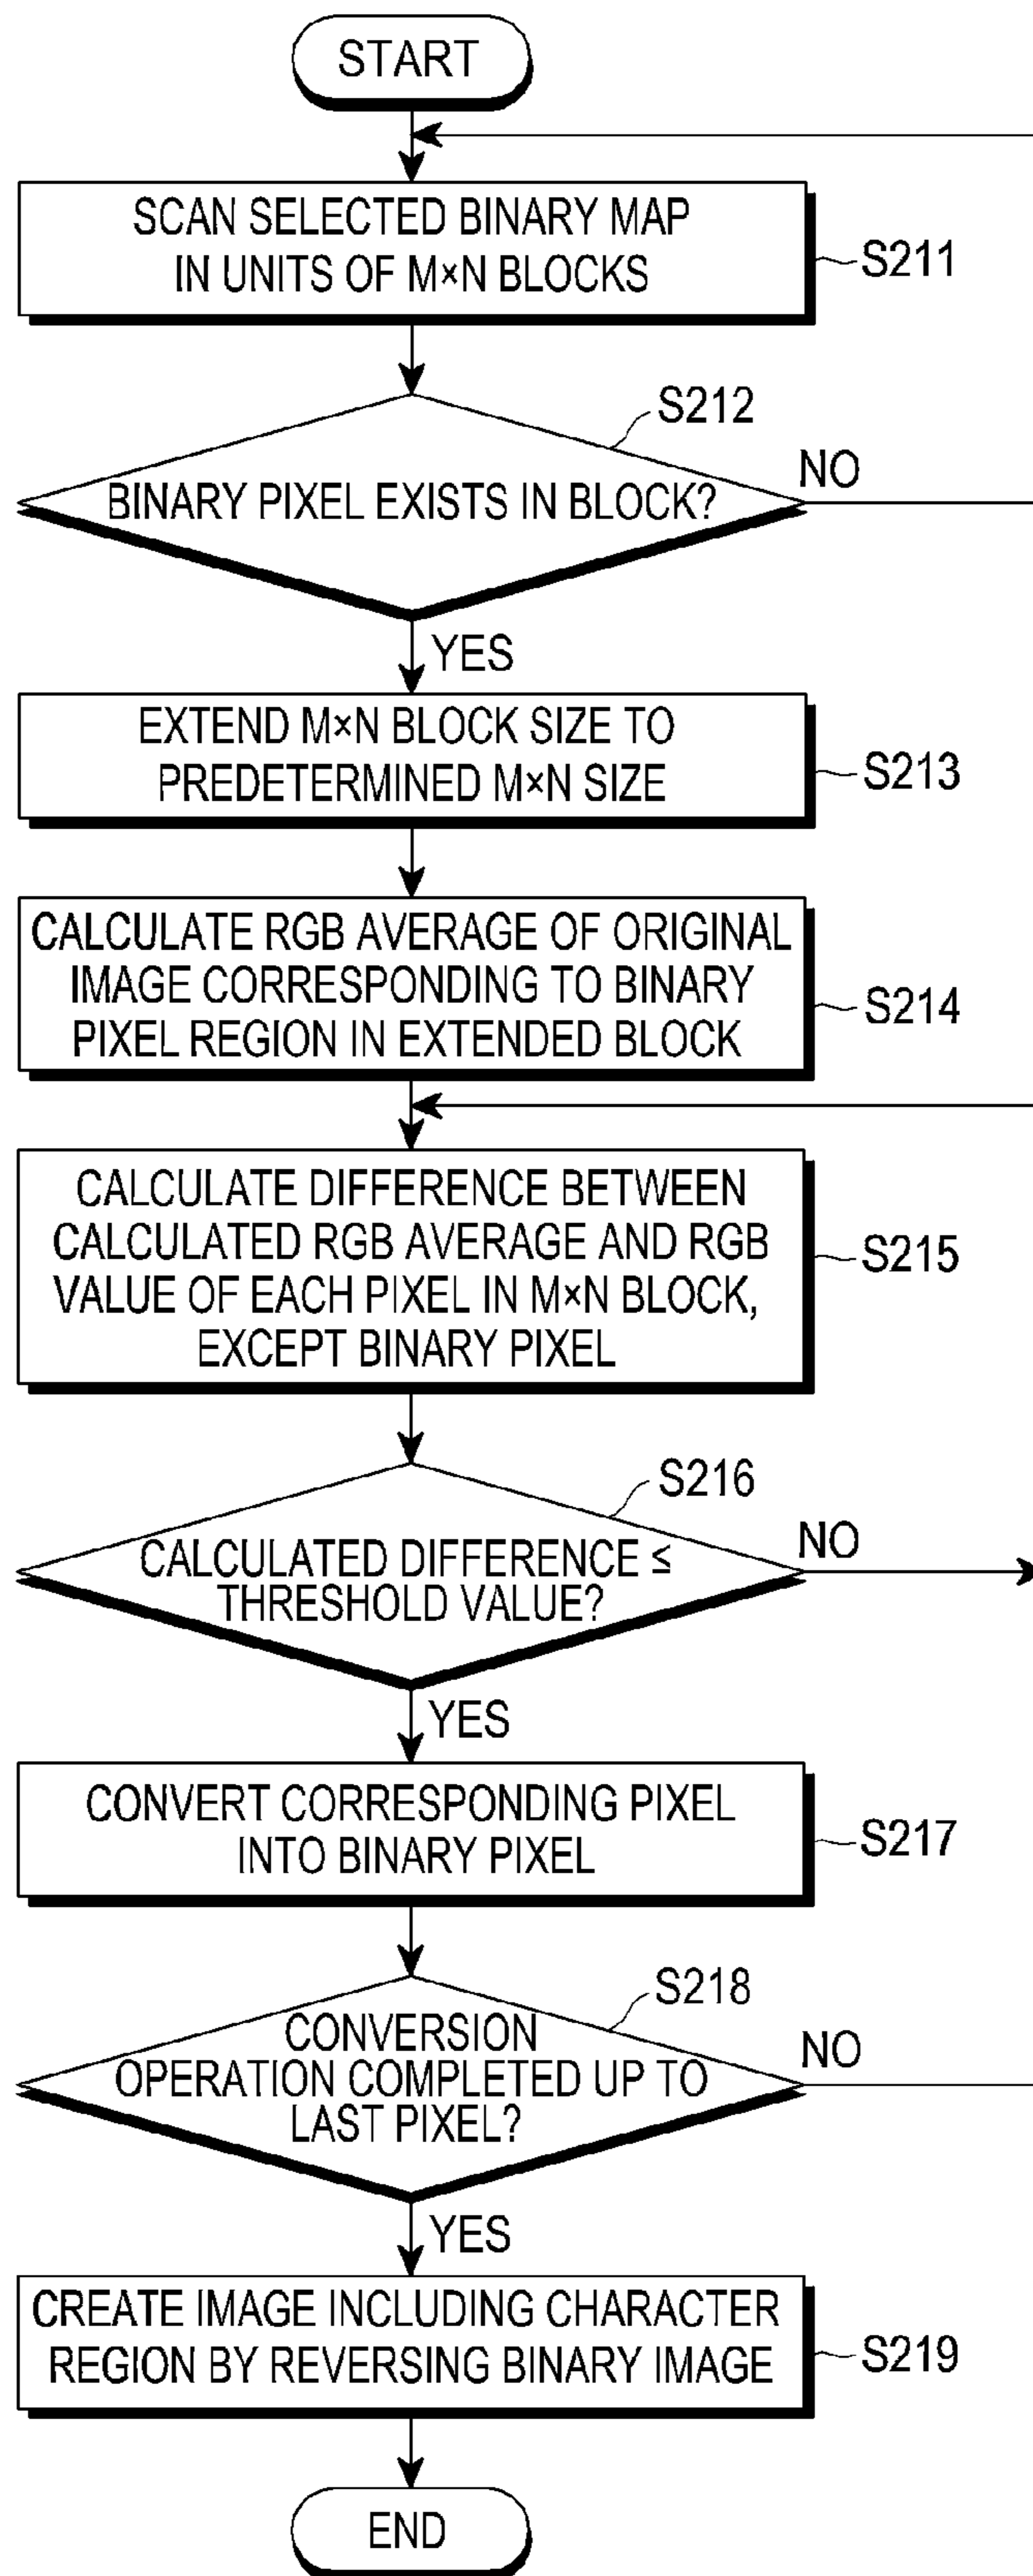 START
SCAN SELECTED BINARY MAP
IN UNITS OF M×N BLOCKS
S211
S212
BINARY PIXEL EXISTS IN BLOCK?
NO
YES
EXTEND M×N BLOCK SIZE TO
PREDETERMINED M×N SIZE
S213
CALCULATE RGB AVERAGE OF ORIGINAL
IMAGE CORRESPONDING TO BINARY
PIXEL REGION IN EXTENDED BLOCK
S214
CALCULATE DIFFERENCE BETWEEN
CALCULATED RGB AVERAGE AND RGB
VALUE OF EACH PIXEL IN M×N BLOCK,
EXCEPT BINARY PIXEL
S215
S216
CALCULATED DIFFERENCE ≤
THRESHOLD VALUE?
NO
YES
CONVERT CORRESPONDING PIXEL
INTO BINARY PIXEL
S217
S218
CONVERSION
OPERATION COMPLETED UP TO
LAST PIXEL?
NO
YES
CREATE IMAGE INCLUDING CHARACTER
REGION BY REVERSING BINARY IMAGE
S219
END